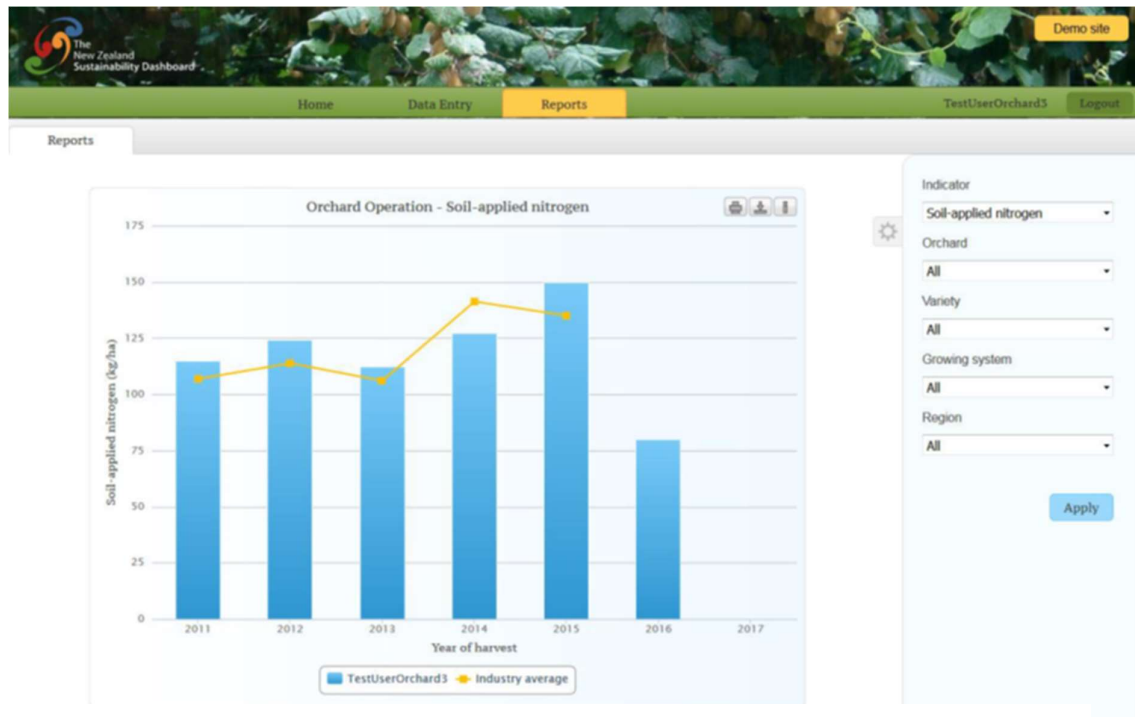 The
New Zealand
Sustainability Dashboard
Demo site
Home
Data Entry
Reports
TestUserOrchard3
Logout
Reports
Orchard Operation - Soil-applied nitrogen
175
150
125
100
75
50
25
0
Soil-applied nitrogen (kg/ha)
2011
2012
2013
2014
2015
2016
2017
Year of harvest
TestUserOrchard3
Industry average
Indicator
Soil-applied nitrogen
Orchard
All
Variety
All
Growing system
All
Region
All
Apply